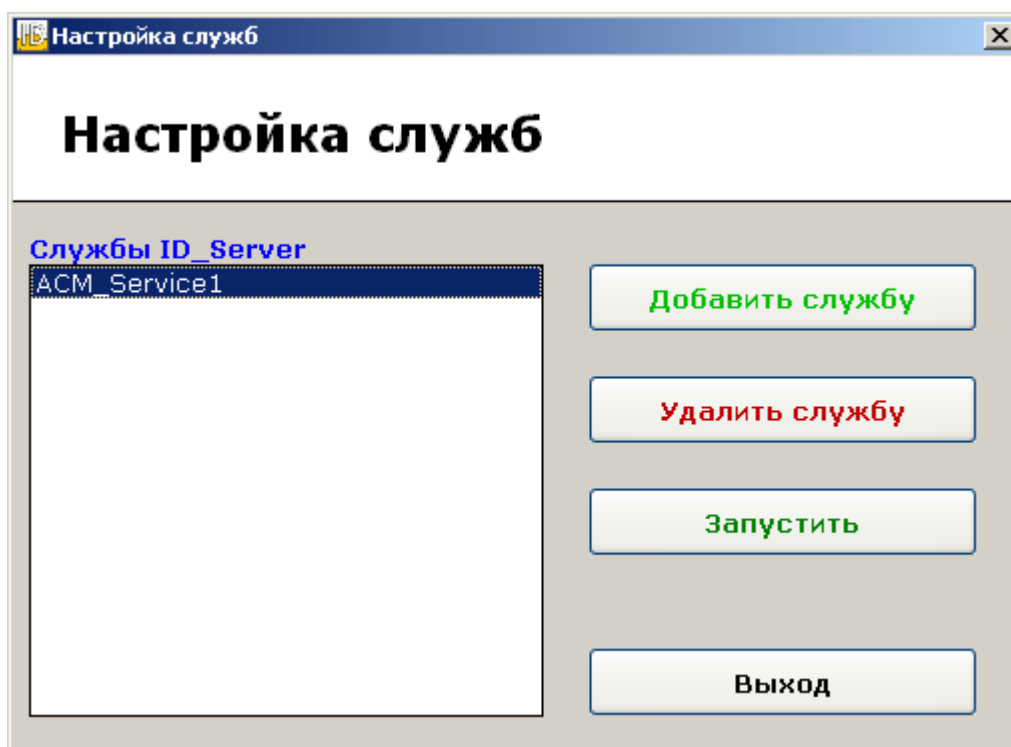 Настройка служб
Настройка служб
Службы ID_Server
ACM_Service1
Добавить службу
Удалить службу
Запустить
Выход